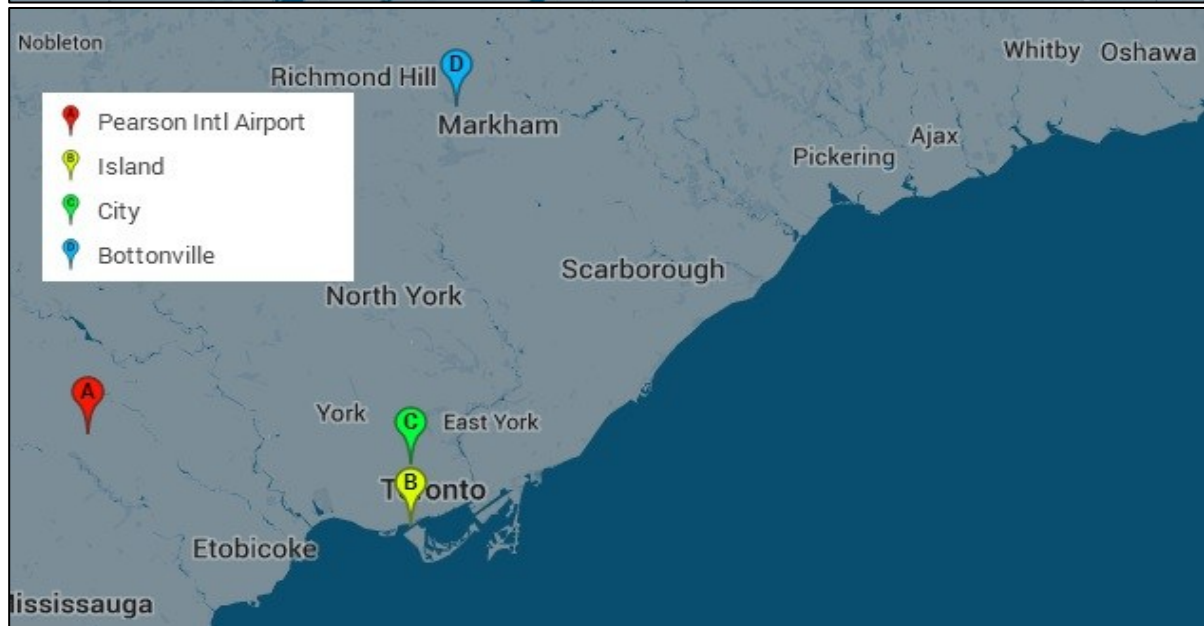 Nobleton
Whitby
Oshawa
D
Richmond Hill
Markham
A Pearson Intl Airport
B Island
C City
D Bottonville
Ajax
Pickering
Scarborough
North York
A
York
C
East York
B
Toronto
Etobicoke
lississauga